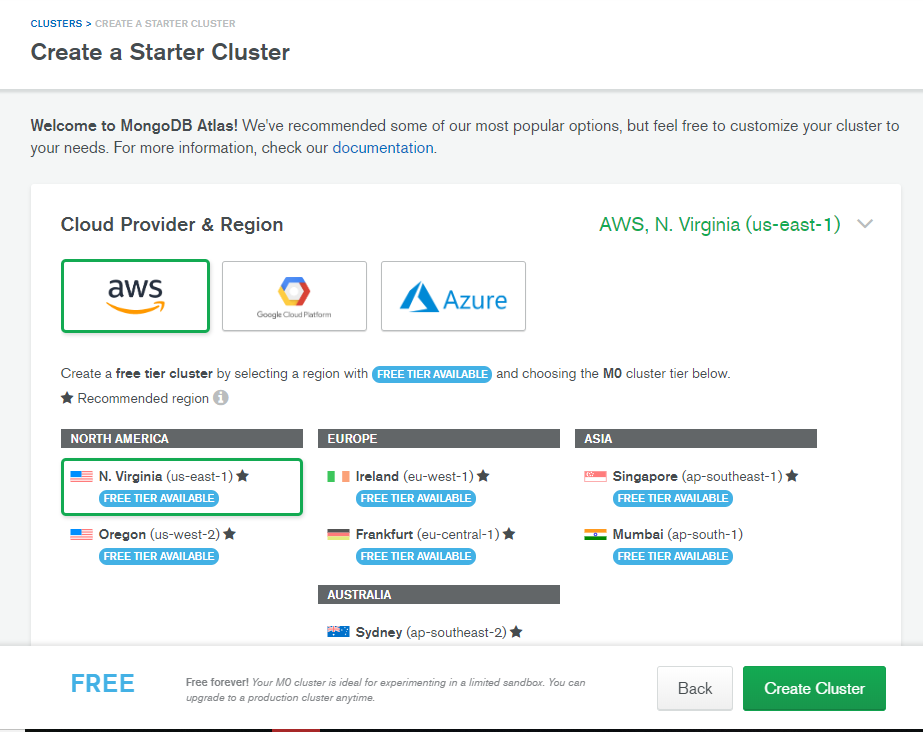 CLUSTERS > CREATE A STARTER CLUSTER
Create a Starter Cluster
Welcome to MongoDB Atlas! We've recommended some of our most popular options, but feel free to customize your cluster to
your needs. For more information, check our documentation.
Cloud Provider & Region
AWS, N. Virginia (us-east-1)
aws
Google Cloud Platform
Azure
Create a free tier cluster by selecting a region with FREE TIER AVAILABLE and choosing the M0 cluster tier below.
★ Recommended region i
NORTH AMERICA
N. Virginia (us-east-1) ★
FREE TIER AVAILABLE
Oregon (us-west-2) ★
FREE TIER AVAILABLE
EUROPE
Ireland (eu-west-1) ★
FREE TIER AVAILABLE
Frankfurt (eu-central-1) ★
FREE TIER AVAILABLE
AUSTRALIA
Sydney (ap-southeast-2) ★
ASIA
Singapore (ap-southeast-1) ★
FREE TIER AVAILABLE
Mumbai (ap-south-1)
FREE TIER AVAILABLE
FREE
Free forever! Your M0 cluster is ideal for experimenting in a limited sandbox. You can
upgrade to a production cluster anytime.
Back
Create Cluster